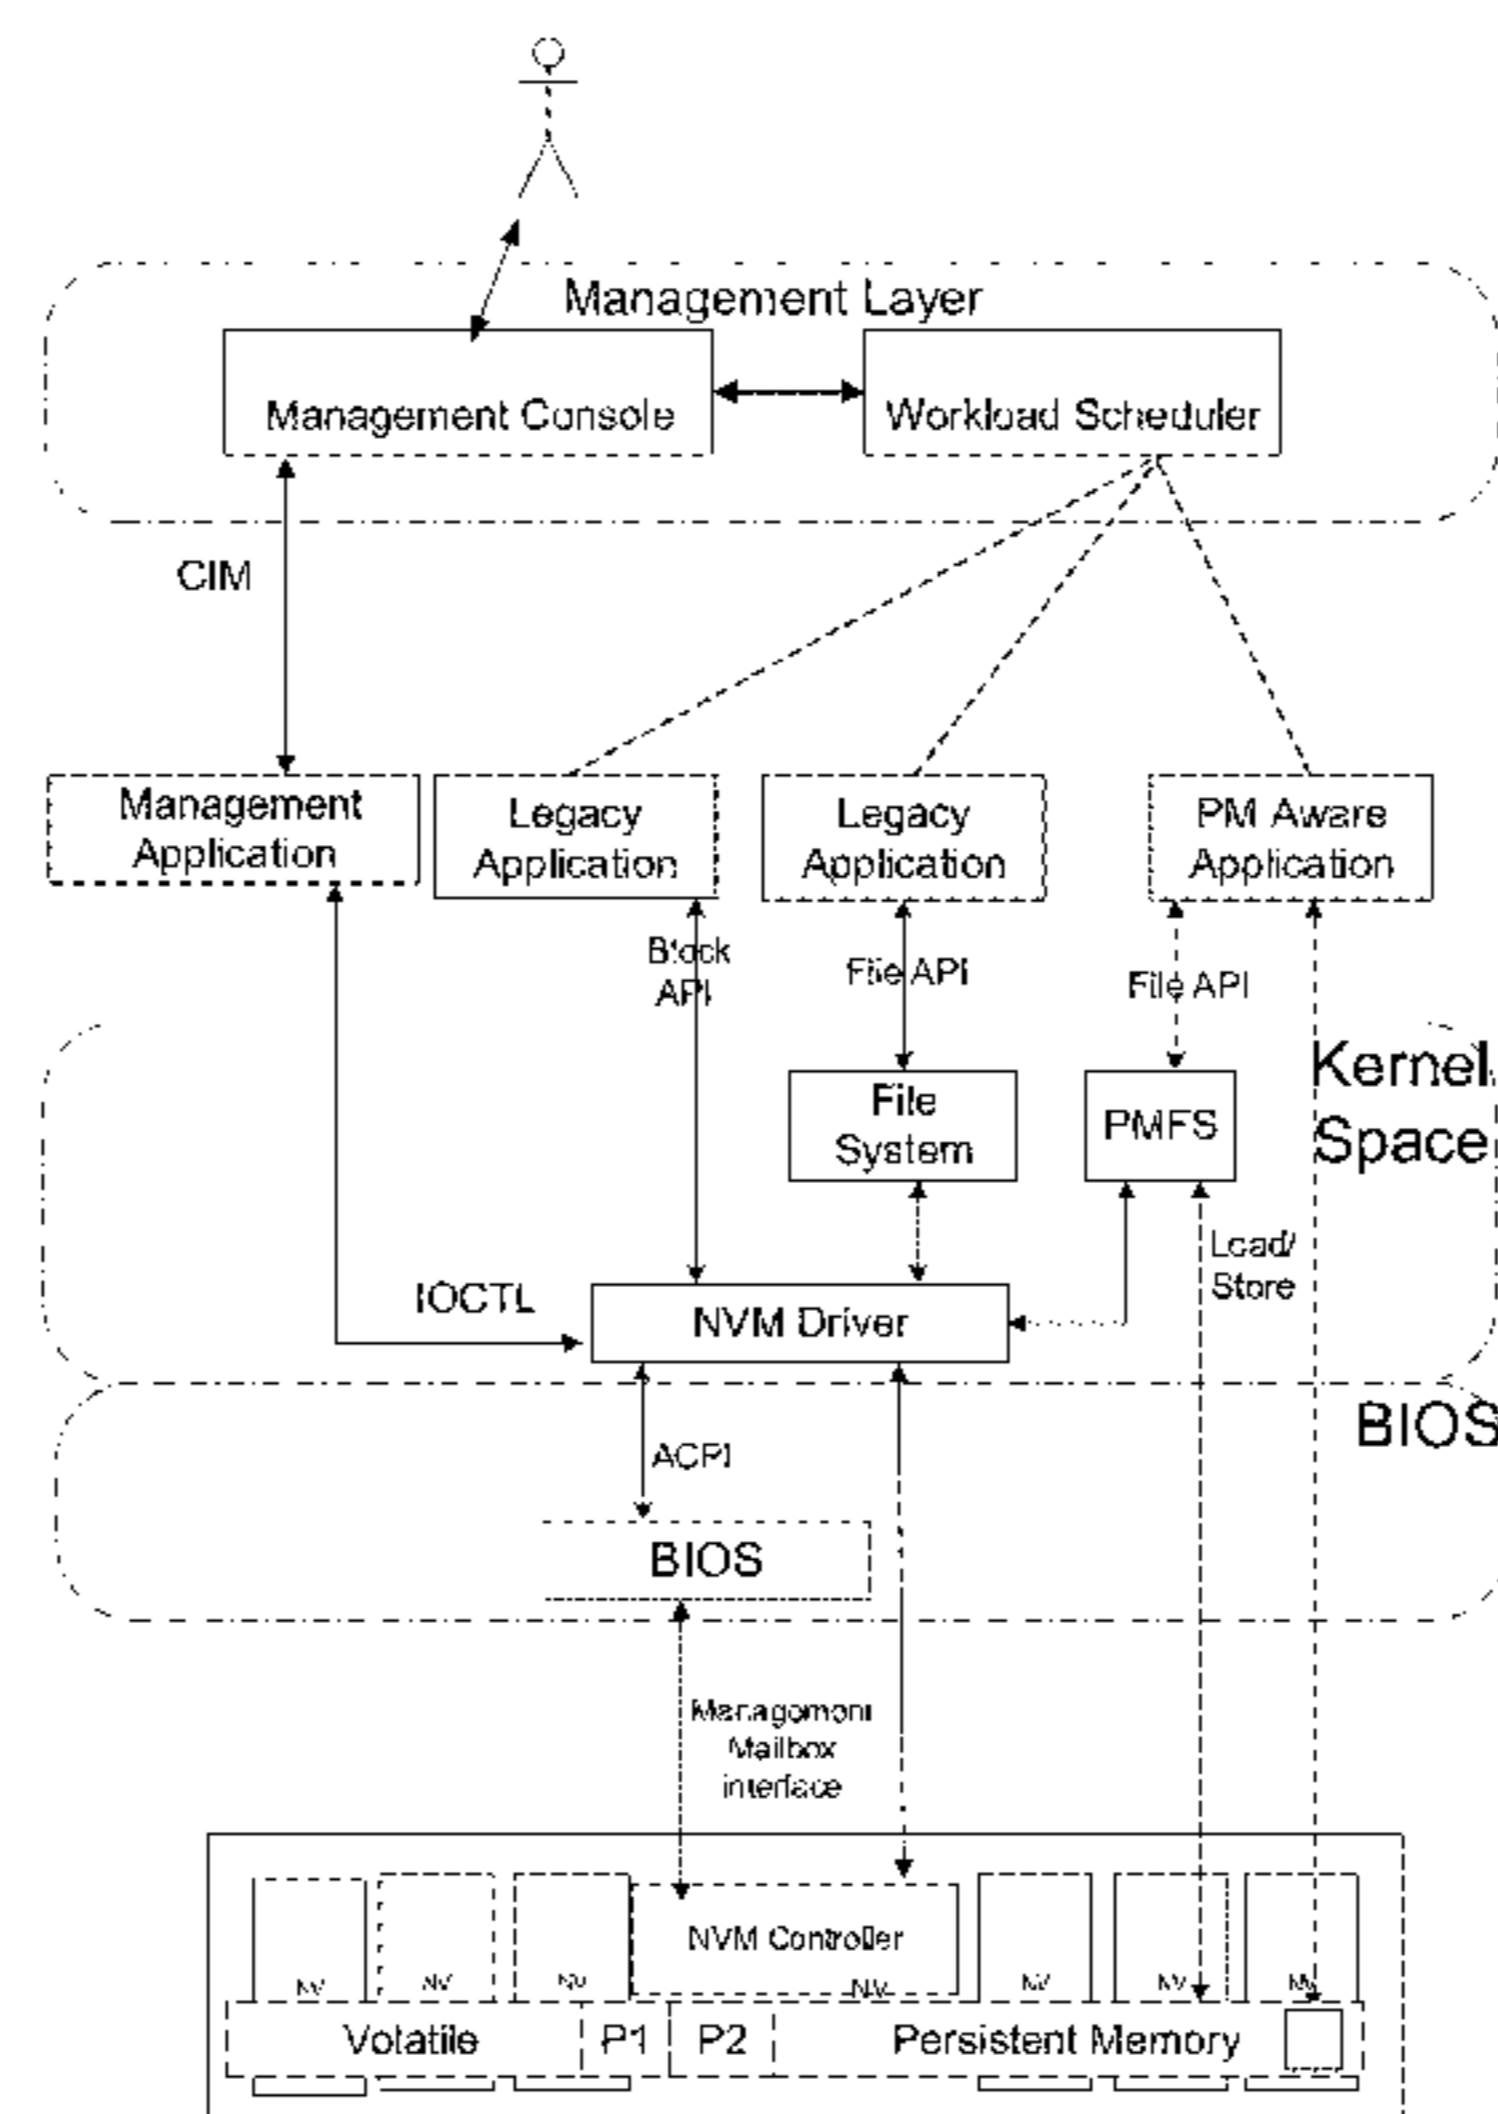 Management Layer
Management Console
Workload Scheduler
CIM
Management
Application
Legacy
Application
Legacy
Application
PM Aware
Application
Block
API
File API
File API
Kernel
Space
File
System
PMFS
Load/
Store
IOCTL
NVM Driver
BIOS
ACPI
BIOS
Management
Mailbox
interface
NVM Controller
NV
NV
NV
NV
NV
NV
NV
Volatile
P1
P2
Persistent Memory